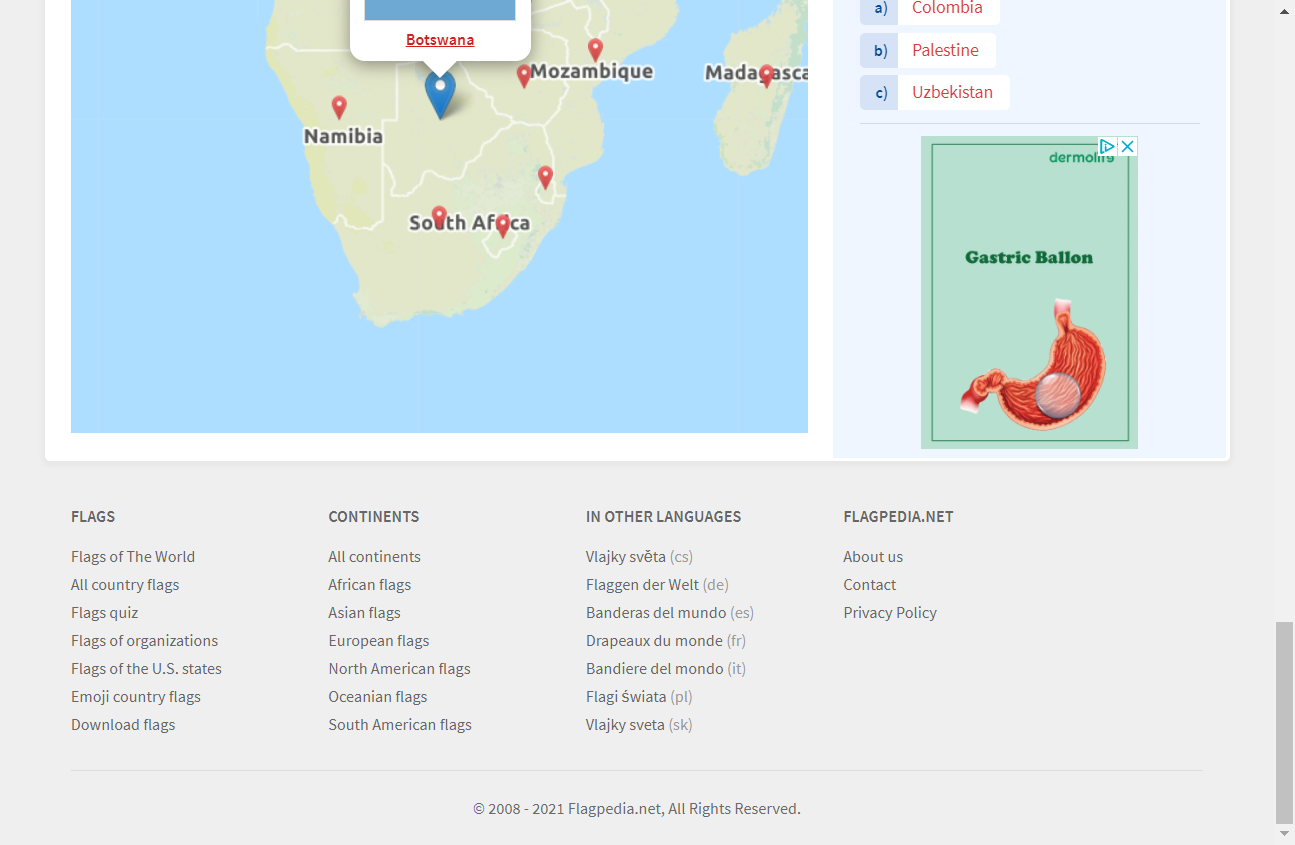 Botswana
Mozambique
Madagasca
Namibia
South Africa
a) Colombia
b) Palestine
c) Uzbekistan
Gastric Ballon
FLAGS
Flags of The World
All country flags
Flags quiz
Flags of organizations
Flags of the U.S. states
Emoji country flags
Download flags
CONTINENTS
All continents
African flags
Asian flags
European flags
North American flags
Oceanian flags
South American flags
IN OTHER LANGUAGES
Vlajky světa (cs)
Flaggen der Welt (de)
Banderas del mundo (es)
Drapeaux du monde (fr)
Bandiere del mondo (it)
Flagi świata (pl)
Vlajky sveta (sk)
FLAGPEDIA.NET
About us
Contact
Privacy Policy
© 2008 - 2021 Flagpedia.net, All Rights Reserved.